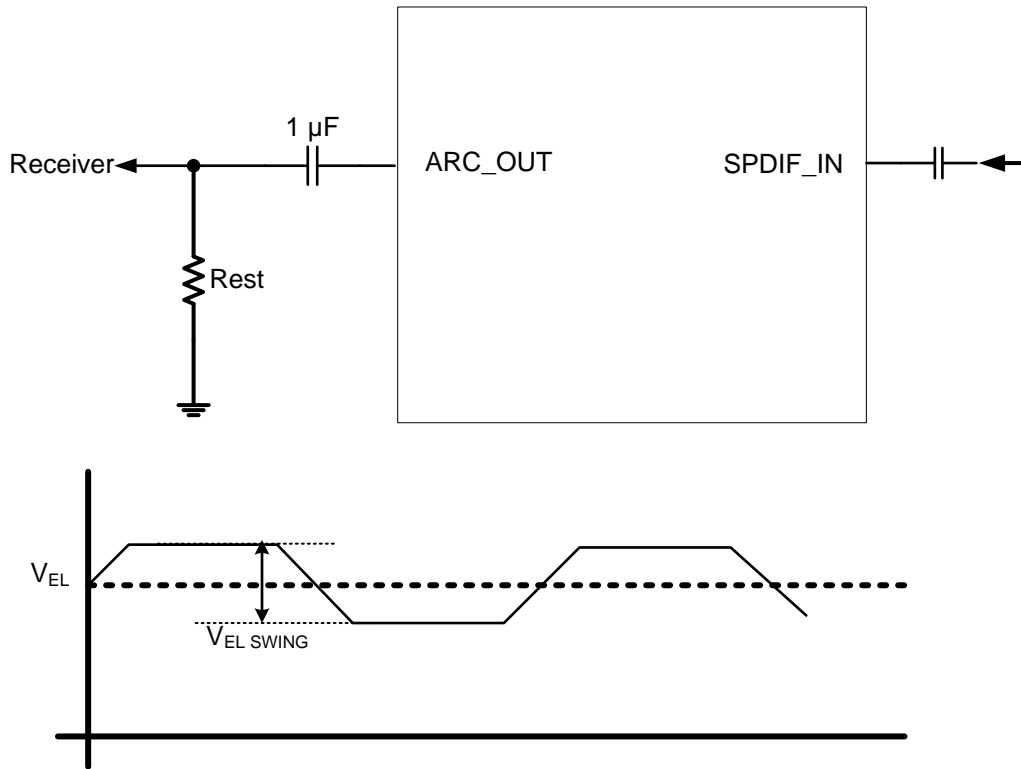 1 µF
Receiver
ARC_OUT
SPDIF_IN
Rest
VEL
VEL SWING